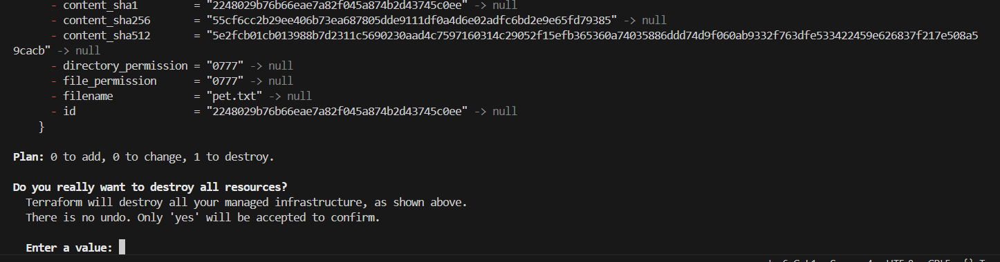 - content_sha1         = "2248029b76b66eae7a82f045a874b2d43745c0ee" -> null
- content_sha256       = "55cf6cc2b29ee406b73ea687805dde9111df0a4d6e02adfc6bd2e9e65fd79385" -> null
- content_sha512       = "5e2fcb01cb013988b7d2311c5690230aad4c7597160314c29052f15efb365360a74035886ddd74d9f060ab9332f763dfe533422459e626837f217e508a5
9cacb" -> null
- directory_permission = "0777" -> null
- file_permission      = "0777" -> null
- filename             = "pet.txt" -> null
- id                   = "2248029b76b66eae7a82f045a874b2d43745c0ee" -> null
}
Plan: 0 to add, 0 to change, 1 to destroy.
Do you really want to destroy all resources?
Terraform will destroy all your managed infrastructure, as shown above.
There is no undo. Only 'yes' will be accepted to confirm.
Enter a value: